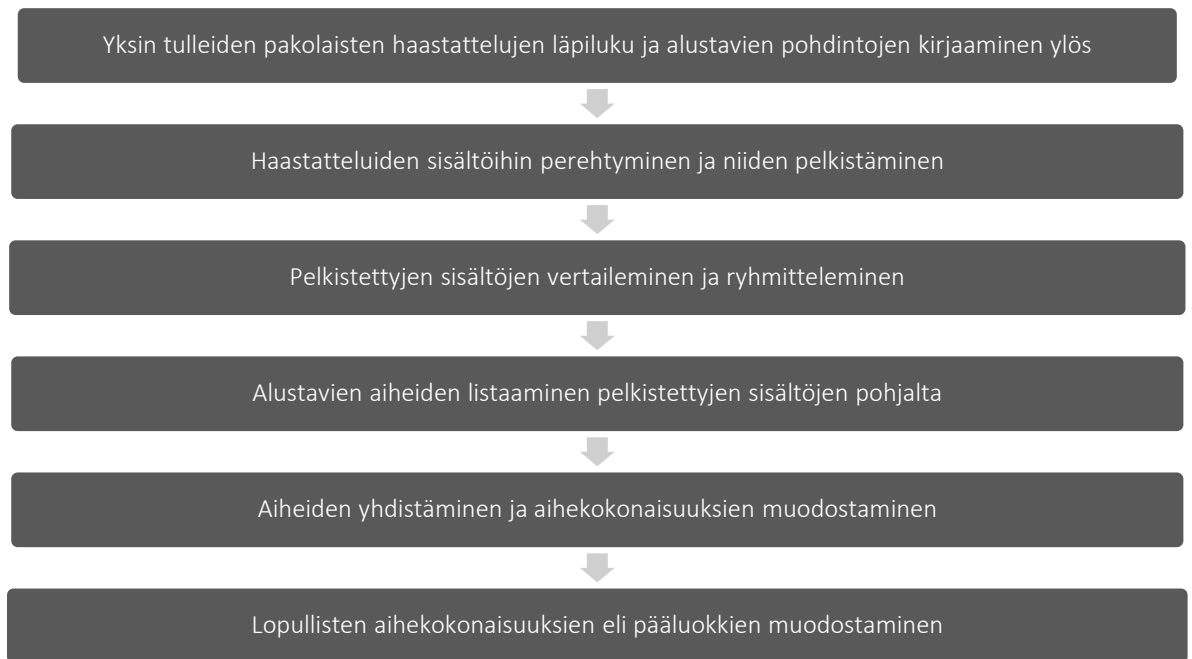 Yksin tulleiden pakolaisten haastattelujen läpiluku ja alustavien pohdintojen kirjaaminen ylös
Haastatteluiden sisältöihin perehtyminen ja niiden pelkistäminen
Pelkistettyjen sisältöjen vertaileminen ja ryhmitteleminen
Alustavien aiheiden listaaminen pelkistettyjen sisältöjen pohjalta
Aiheiden yhdistäminen ja aihekokonaisuuksien muodostaminen
Lopullisten aihekokonaisuuksien eli pääluokkien muodostaminen